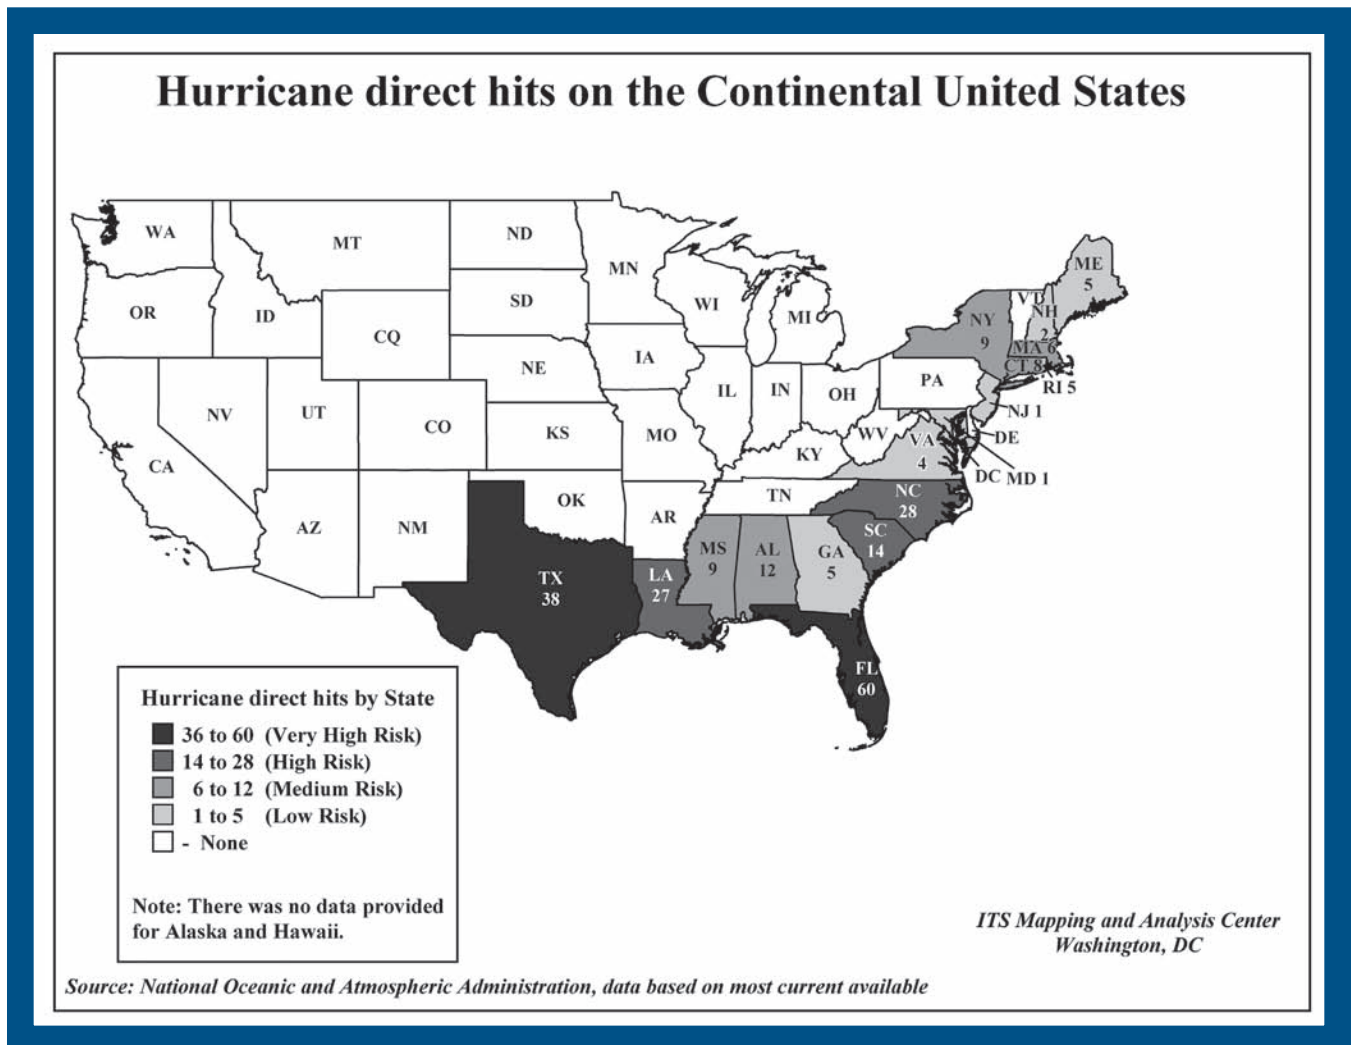 Hurricane direct hits on the Continental United States
WA
MT
ND
MN
ME
5
OR
ID
SD
WI
MI
VT
NH
2
NY
9
CQ
MA 6
IA
CT 8
NE
PA
RI 5
NV
UT
CO
IL
IN
OH
NJ 1
KS
MO
WV
VA
4
DE
CA
KY
DC
MD 1
OK
TN
NC
28
AZ
NM
AR
SC
14
MS
9
AL
12
GA
5
TX
38
LA
27
FL
60
Hurricane direct hits by State
36 to 60 (Very High Risk)
14 to 28 (High Risk)
6 to 12 (Medium Risk)
1 to 5 (Low Risk)
- None
Note: There was no data provided
for Alaska and Hawaii.
ITS Mapping and Analysis Center
Washington, DC
Source: National Oceanic and Atmospheric Administration, data based on most current available